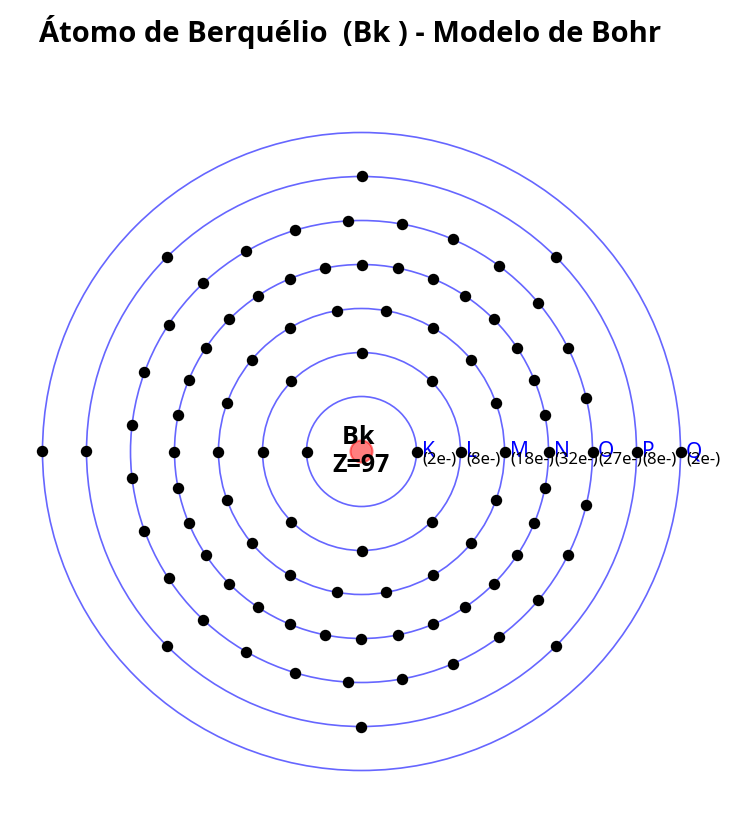 Átomo de Berquélio (Bk ) - Modelo de Bohr
Bk
Z=97
K
(2e-)
L
(8e-)
M
(18e-)
N
(32e-)
O
(27e-)
P
(8e-)
Q
(2e-)